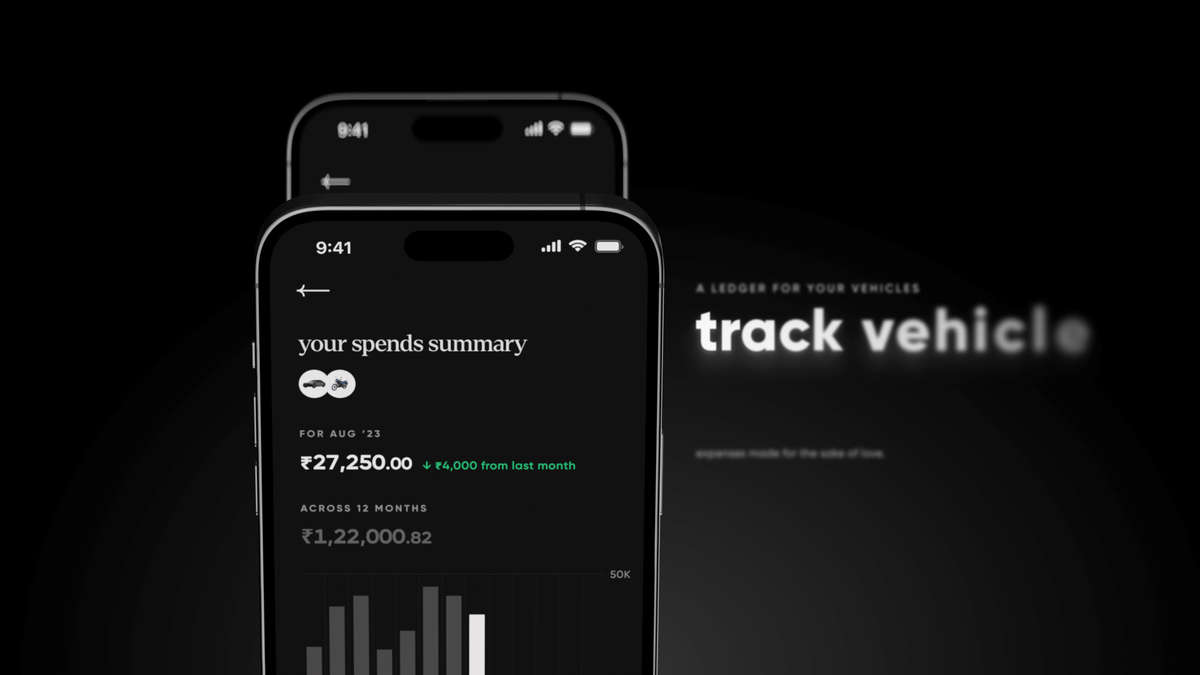 9:41
9:41
your spends summary
FOR AUG '23
₹27,250.00 ↓ ₹4,000 from last month
ACROSS 12 MONTHS
₹1,22,000.82
50K
A LEDGER FOR YOUR VEHICLES
track vehicle
expenses made for the sake of love.